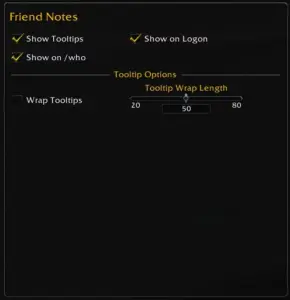 Friend Notes
Show Tooltips
Show on Logon
Show on /who
Tooltip Options
Tooltip Wrap Length
Wrap Tooltips
20
50
80